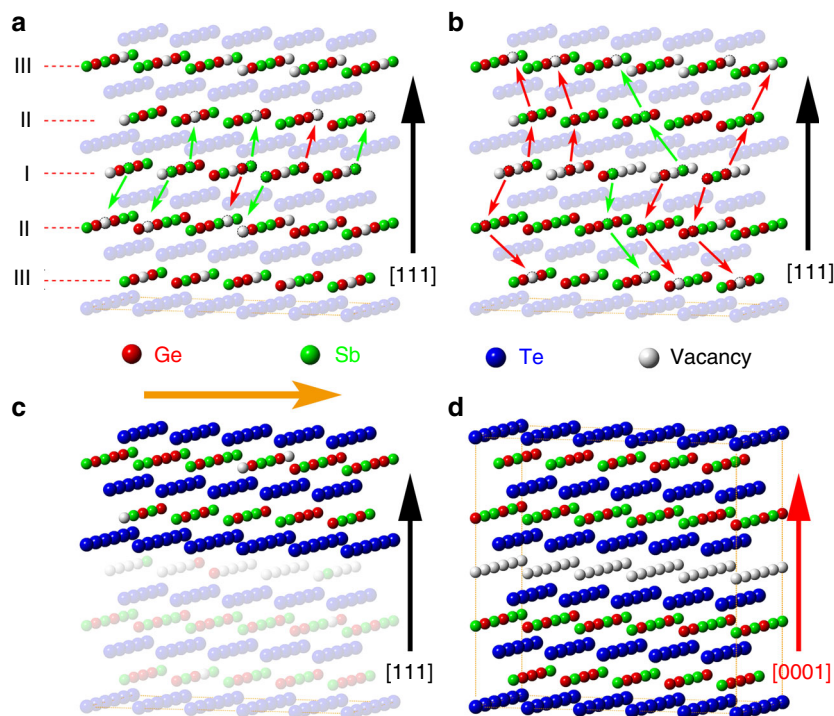 a
b
III
II
I
II
III
[111]
[111]
Ge
Sb
Te
Vacancy
c
d
[111]
[0001]